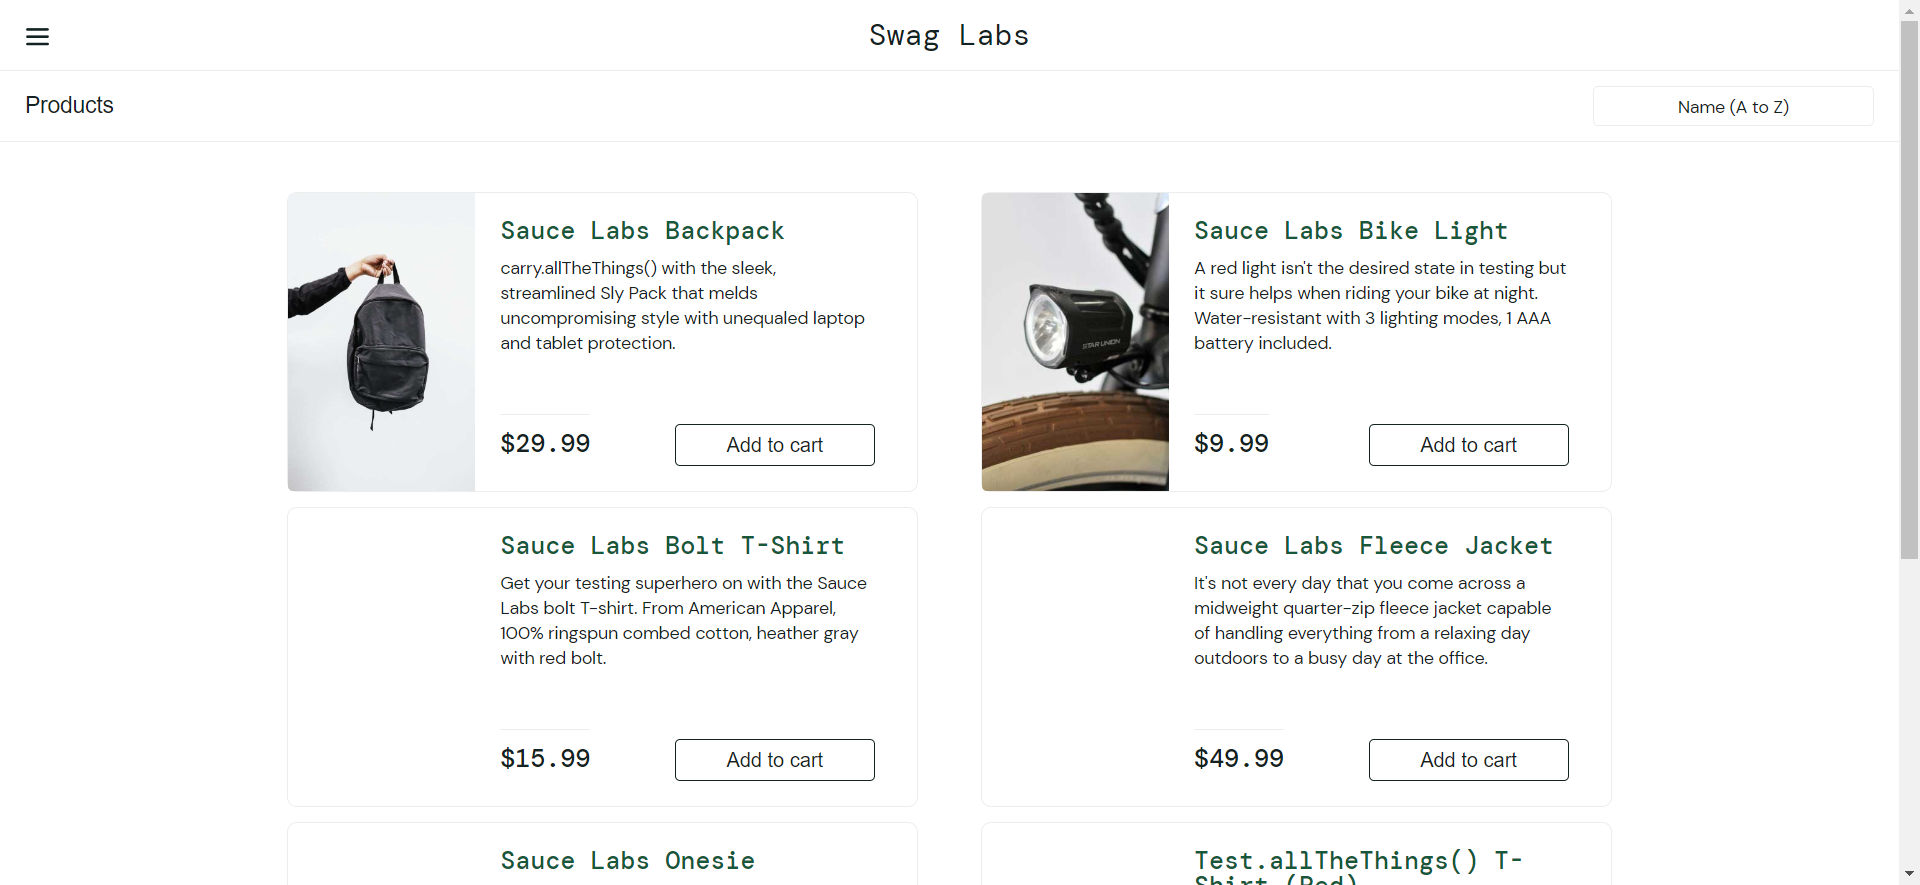 Swag Labs
Products
Name (A to Z)
Sauce Labs Backpack
carry.allTheThings() with the sleek,
streamlined Sly Pack that melds
uncompromising style with unequaled laptop
and tablet protection.
$29.99
Add to cart
Sauce Labs Bike Light
A red light isn't the desired state in testing but
it sure helps when riding your bike at night.
Water-resistant with 3 lighting modes, 1 AAA
battery included.
STAR UNION
$9.99
Add to cart
Sauce Labs Bolt T-Shirt
Get your testing superhero on with the Sauce
Labs bolt T-shirt. From American Apparel,
100% ringspun combed cotton, heather gray
with red bolt.
$15.99
Add to cart
Sauce Labs Fleece Jacket
It's not every day that you come across a
midweight quarter-zip fleece jacket capable
of handling everything from a relaxing day
outdoors to a busy day at the office.
$49.99
Add to cart
Sauce Labs Onesie
Test.allTheThings() T-
Shirt (Red)